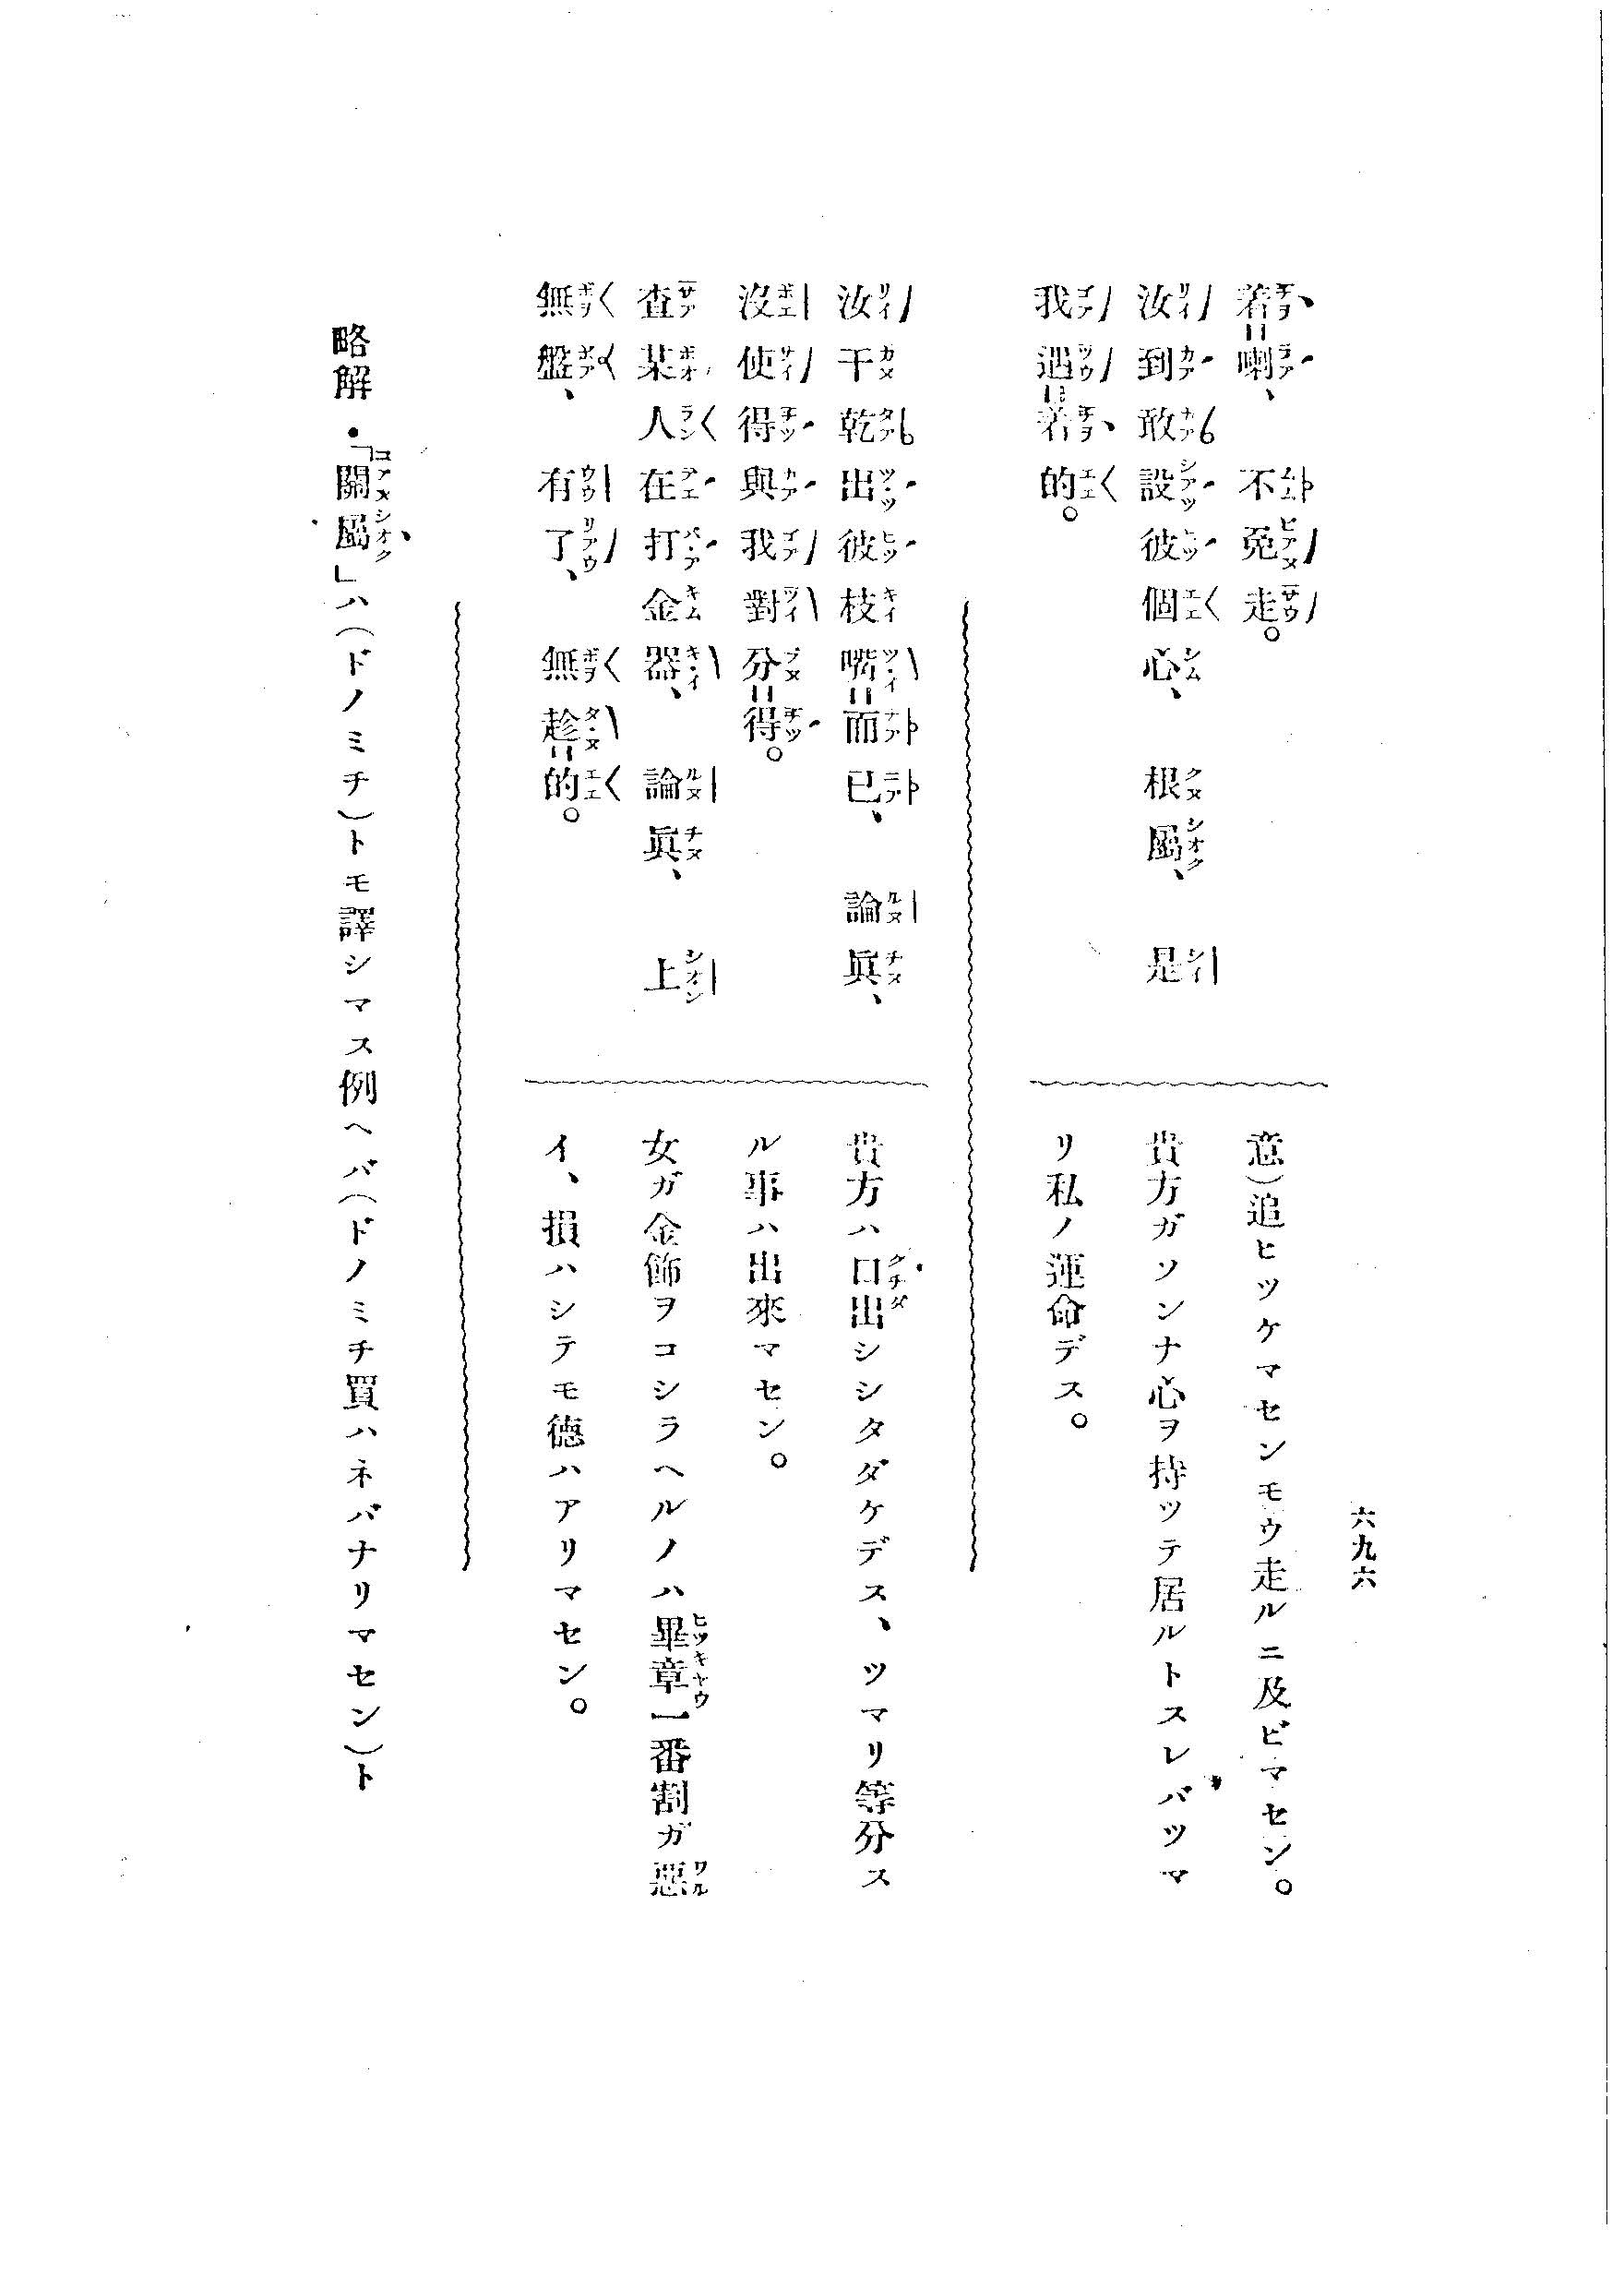 六九六
着=喇、不免走。
意)追ヒツケマセンモウ走ルニ及ビマセン。
汝到敢設彼個心、根屬、是
貴方ガソンナ心ヲ持ツテ居ルトスレバツマ
我遇=着的。
リ私ノ運命デス。
汝干乾出彼枝嘴=而已、論眞、
貴方ハ口出シシタダケデス、ツマリ等分ス
沒使得與我對分=得。
ル事ハ出來マセン。
査某人在打金器、論眞、上
女ガ金飾ヲコシラヘルノハ畢章一番割ガ惡
無盤、有了、無趁=的。
イ、損ハシテモ德ハアリマセン。
略解・「關屬」ハ(ドノミチ)トモ譯シマス例ヘバ(ドノミチ買ハネバナリマセン)ト